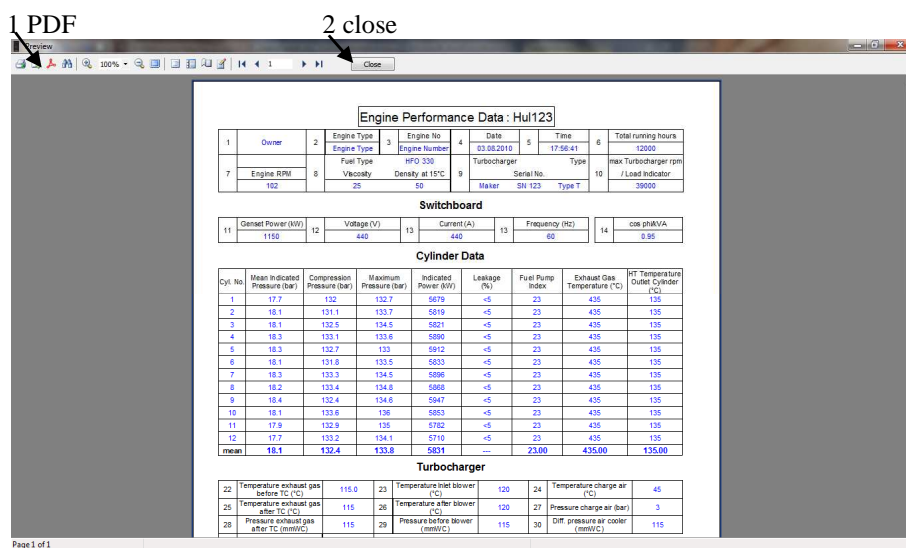 1 PDF 2 close
Preview
100% 1 Close
Engine Performance Data : Hul123
1 Owner 2 Engine Type 3 Engine No 4 Date 5 Time 6 Total running hours
Engine Type Engine Number 03.08.2010 17:56:41 12000
Fuel Type HFO 330 Turbocharger Type max.Turbocharger rpm
7 Engine RPM 8 Viscosity Density at 15°C 9 Serial No. 10 / Load Indicator
102 25 50 Maker SN 123 Type T 39000
Switchboard
11 Genset Power (kW) 12 Voltage (V) 13 Current (A) 13 Frequency (Hz) 14 cos phi/kVA
1150 440 440 60 0.95
Cylinder Data
Cyl. No. Mean Indicated Pressure (bar) Compression Pressure (bar) Maximum Pressure (bar) Indicated Power (kW) Leakage (%) Fuel Pump Index Exhaust Gas Temperature (°C) HT Temperature Outlet Cylinder (°C)
1 17.7 132 132.7 5679 <5 23 435 135
2 18.1 131.1 133.7 5819 <5 23 435 135
3 18.1 132.5 134.5 5821 <5 23 435 135
4 18.3 133.1 133.6 5890 <5 23 435 135
5 18.3 132.7 133 5912 <5 23 435 135
6 18.1 131.8 133.5 5833 <5 23 435 135
7 18.3 133.3 134.5 5896 <5 23 435 135
8 18.2 133.4 134.8 5868 <5 23 435 135
9 18.4 132.4 134.6 5947 <5 23 435 135
10 18.1 133.6 136 5853 <5 23 435 135
11 17.9 132.9 135 5782 <5 23 435 135
12 17.7 133.2 134.1 5710 <5 23 435 135
mean 18.1 132.4 133.8 5831 --- 23.00 435.00 135.00
Turbocharger
22 Temperature exhaust gas before TC (°C) 115.0 23 Temperature inlet blower (°C) 120 24 Temperature charge air (°C) 45
25 Temperature exhaust gas after TC (°C) 115 26 Temperature after blower (°C) 120 27 Pressure charge air (bar) 3
28 Pressure exhaust gas after TC (mmWC) 115 29 Pressure before blower (mmWC) 115 30 Diff. pressure air cooler (mmWC) 115
Page 1 of 1